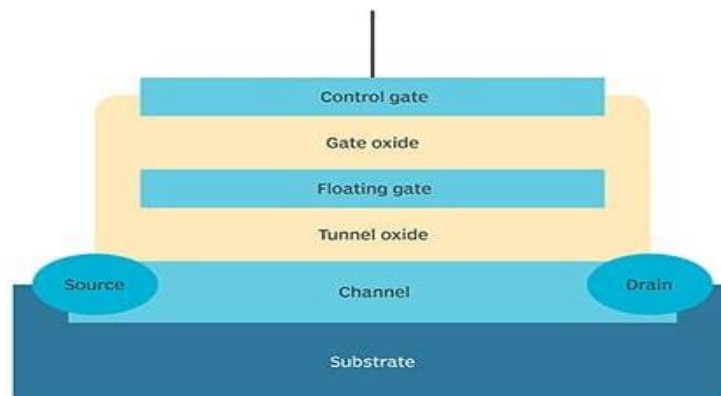 Control gate
Gate oxide
Floating gate
Tunnel oxide
Source
Channel
Drain
Substrate